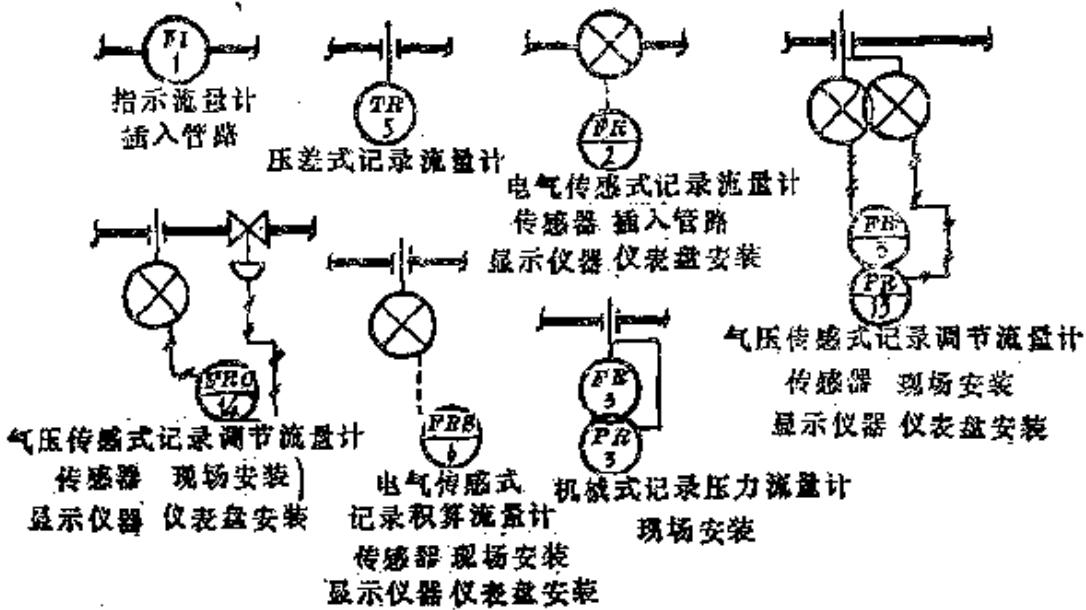 FI
1
指示流量计
插入管路
TR
5
压差式记录流量计
FR
2
电气传感式记录流量计
传感器 插入管路
显示仪器 仪表盘安装
PR
13
气压传感式记录调节流量计
传感器 现场安装
显示仪器 仪表盘安装
FRC
14
气压传感式记录调节流量计
传感器 现场安装
显示仪器 仪表盘安装
6
电气传感式
记录积算流量计
传感器 现场安装
显示仪器 仪表盘安装
3
PR
3
机械式记录压力流量计
现场安装